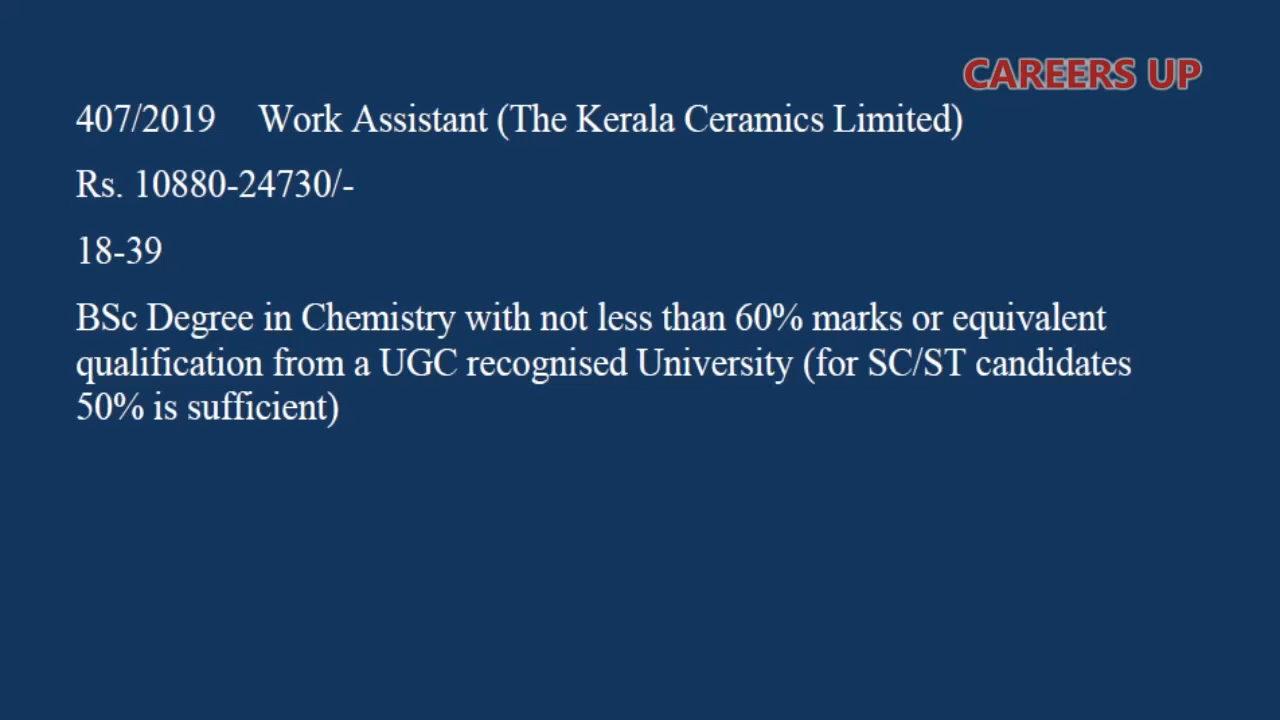 CAREERS UP
407/2019 Work Assistant (The Kerala Ceramics Limited)
Rs. 10880-24730/-
18-39
BSc Degree in Chemistry with not less than 60% marks or equivalent
qualification from a UGC recognised University (for SC/ST candidates
50% is sufficient)